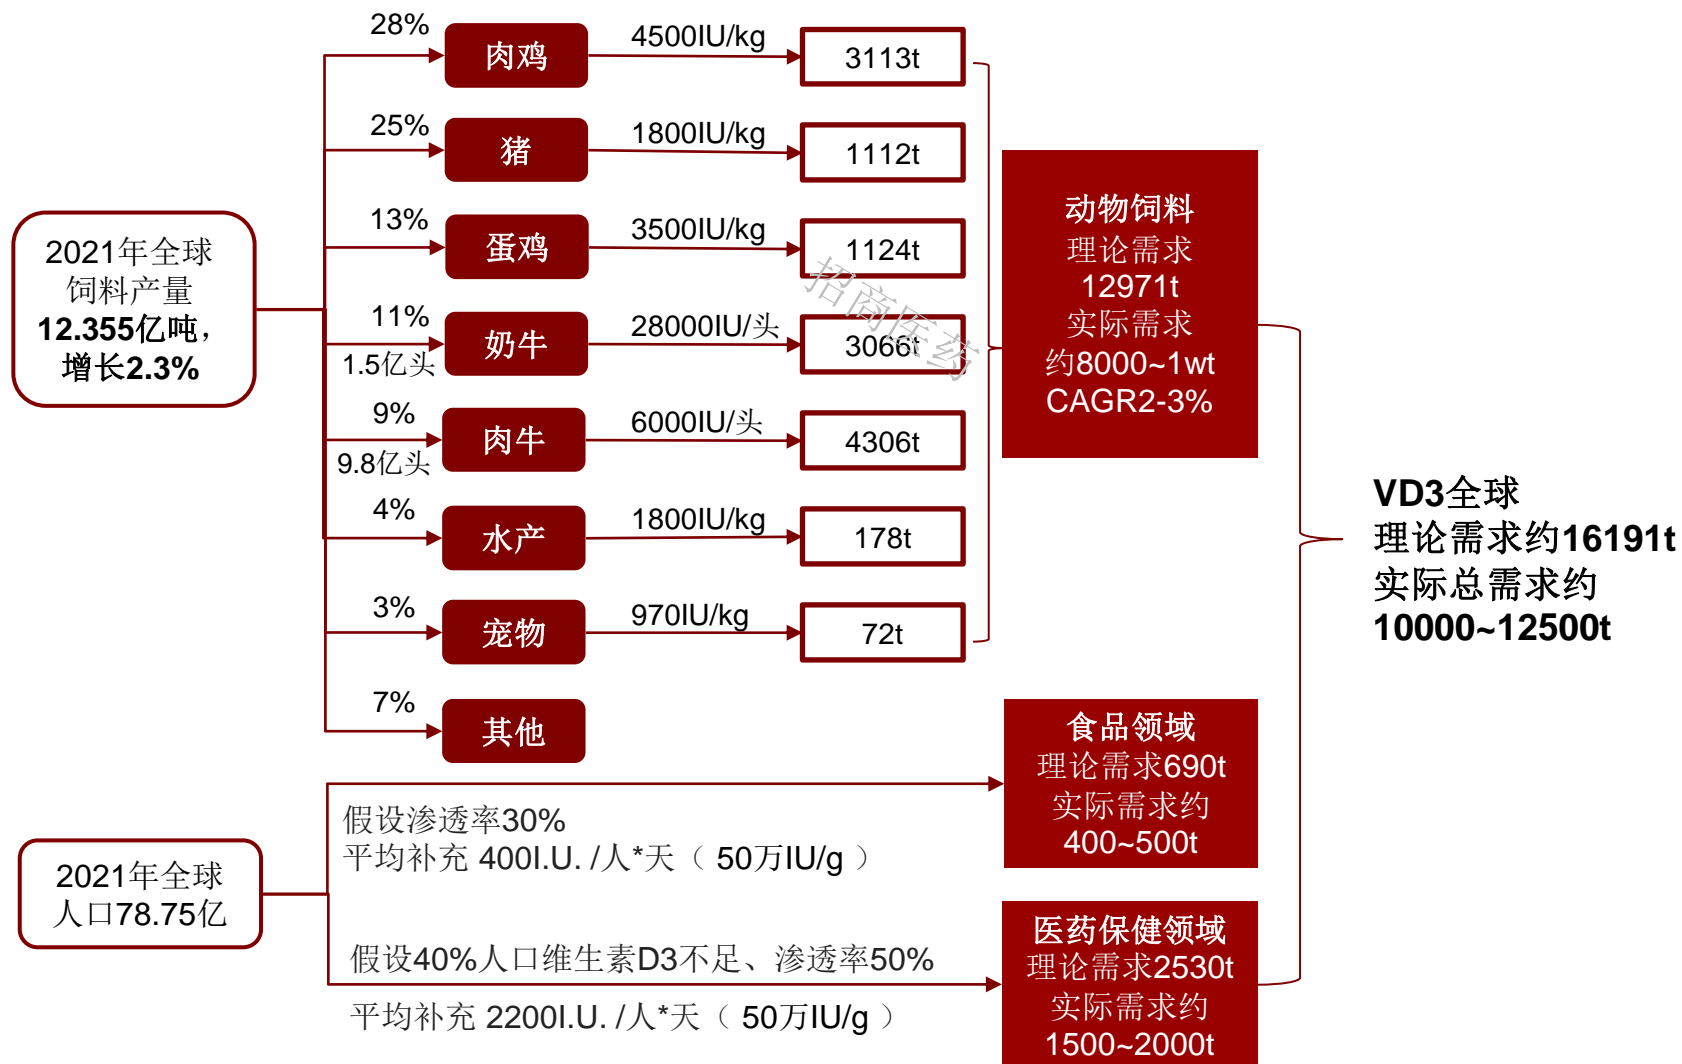 2021年全球
饲料产量
12.355亿吨，
增长2.3%
28%
肉鸡
4500IU/kg
3113t
25%
猪
1800IU/kg
1112t
13%
蛋鸡
3500IU/kg
1124t
11%
1.5亿头
奶牛
28000IU/头
3066t
9%
9.8亿头
肉牛
6000IU/头
4306t
4%
水产
1800IU/kg
178t
3%
宠物
970IU/kg
72t
7%
其他
招商医药
动物饲料
理论需求
12971t
实际需求
约8000~1wt
CAGR2-3%
2021年全球
人口78.75亿
假设渗透率30%
平均补充 400I.U. /人*天（ 50万IU/g ）
食品领域
理论需求690t
实际需求约
400~500t
假设40%人口维生素D3不足、渗透率50%
平均补充 2200I.U. /人*天（ 50万IU/g ）
医药保健领域
理论需求2530t
实际需求约
1500~2000t
VD3全球
理论需求约16191t
实际总需求约
10000~12500t